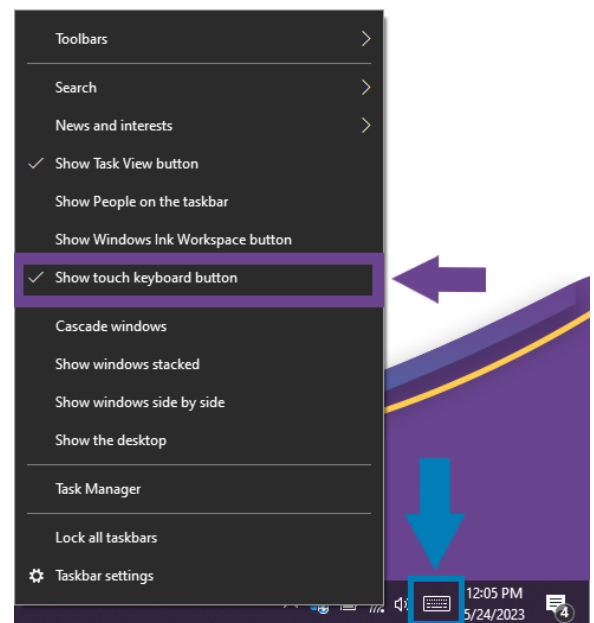 Toolbars
Search
News and interests
Show Task View button
Show People on the taskbar
Show Windows Ink Workspace button
Show touch keyboard button
Cascade windows
Show windows stacked
Show windows side by side
Show the desktop
Task Manager
Lock all taskbars
Taskbar settings
12:05 PM
5/24/2023
4